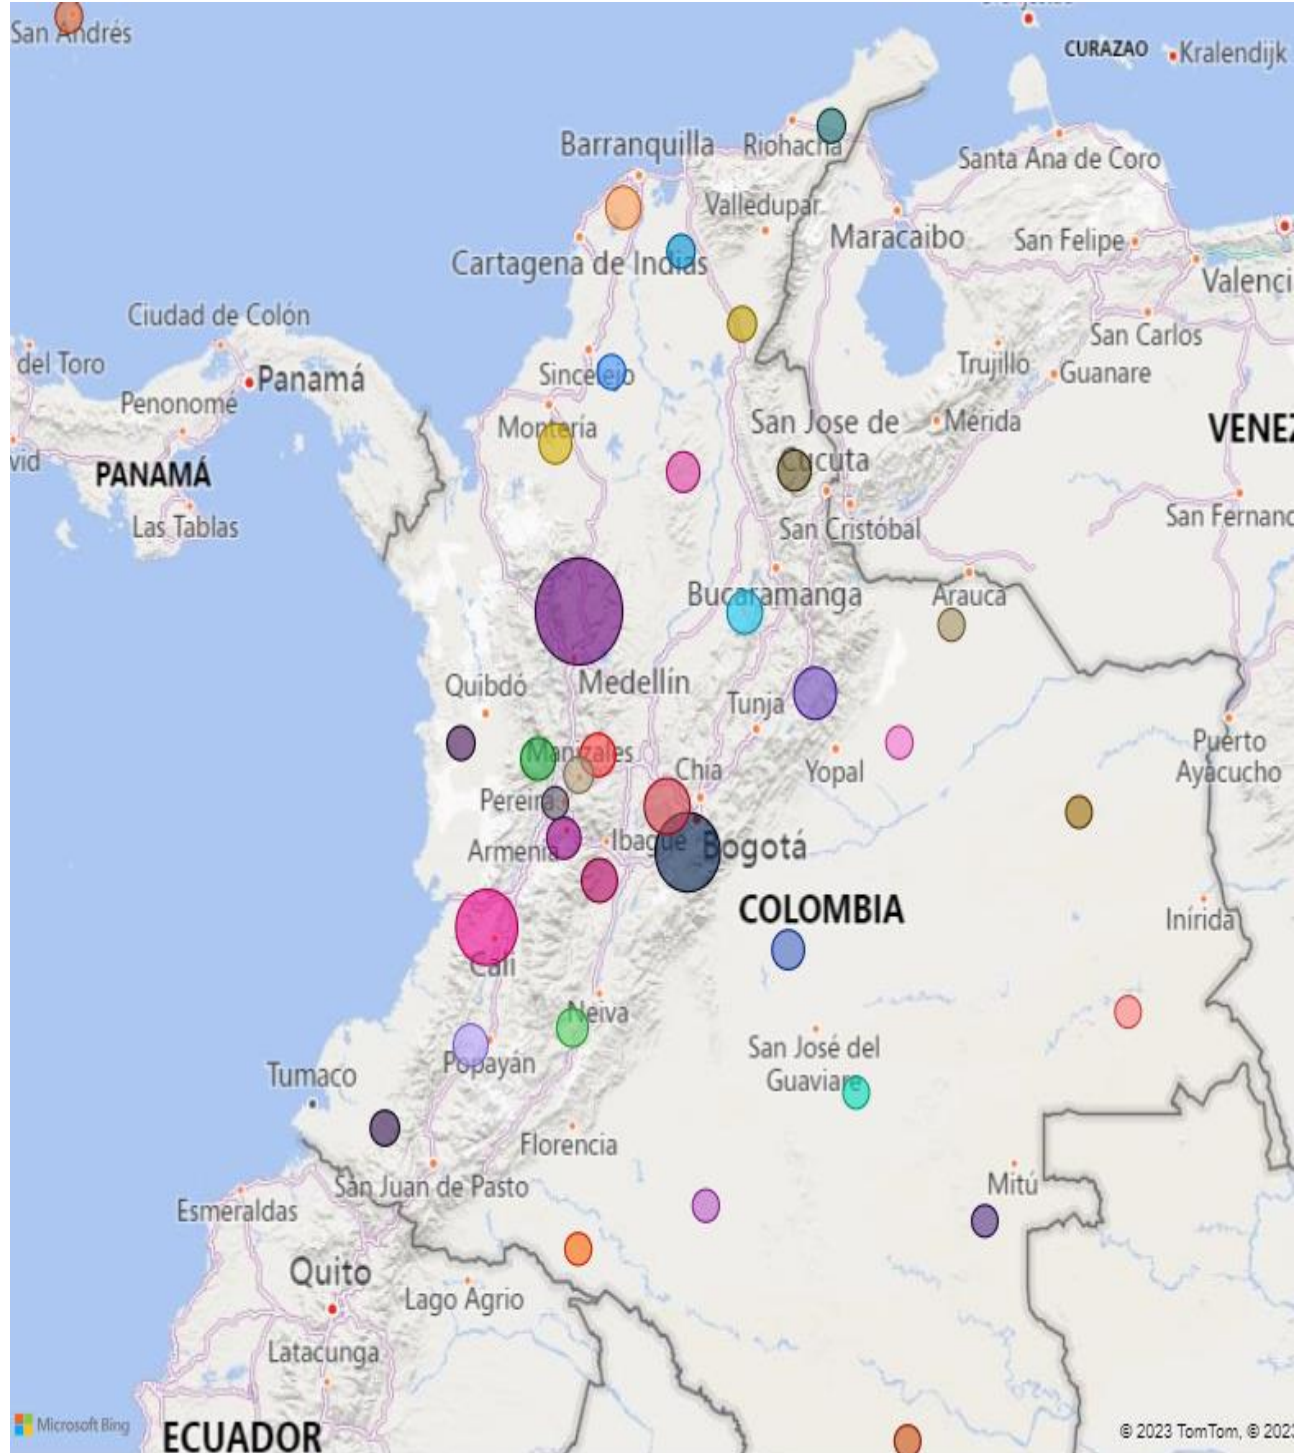 San Andrés
CURAZAO
Kralendijk
Barranquilla
Riohacha
Santa Ana de Coro
Valledupar
Maracaibo
San Felipe
Cartagena de Indias
Valenci
Ciudad de Colón
San Carlos
del Toro
Panamá
Sincelejo
Trujillo
Guanare
Penonomé
Montería
San Jose de
Cucuta
Mérida
VENEZ
vid
PANAMÁ
Las Tablas
San Cristóbal
San Fernand
Bucaramanga
Arauca
Quibdó
Medellín
Tunja
Puerto
Ayacucho
Manizales
Chía
Yopal
Pereira
Armenia
Ibagué
Bogotá
COLOMBIA
Inírida
Cali
Neiva
San José del
Guaviare
Popayán
Tumaco
Florencia
San Juan de Pasto
Mitú
Esmeraldas
Quito
Lago Agrio
Latacunga
Microsoft Bing
ECUADOR
© 2023 TomTom, © 2023